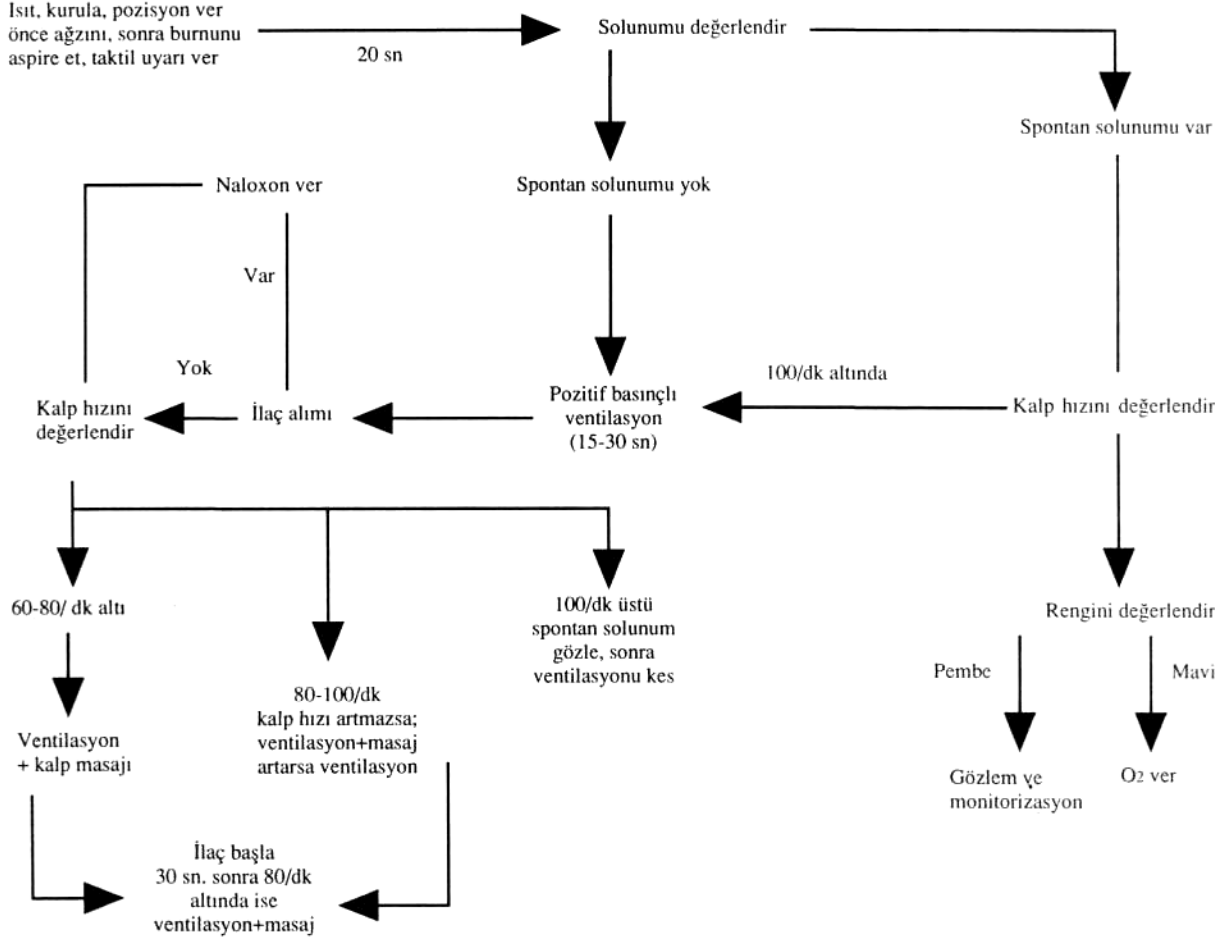 Isıt, kurula, pozisyon ver
önce ağzını, sonra burnunu
aspire et, taktil uyarı ver
20 sn
Solunumu değerlendir
Spontan solunumu var
Naloxon ver
Spontan solunumu yok
Var
Yok
100/dk altında
Kalp hızını
değerlendir
İlaç alımı
Pozitif basınçlı
ventilasyon
(15-30 sn)
Kalp hızını değerlendir
60-80/ dk altı
100/dk üstü
spontan solunum
gözle, sonra
ventilasyonu kes
Rengini değerlendir
Pembe
Mavi
80-100/dk
kalp hızı artmazsa;
ventilasyon+masaj
artarsa ventilasyon
Ventilasyon
+ kalp masajı
Gözlem ve
monitorizasyon
O2 ver
İlaç başla
30 sn. sonra 80/dk
altında ise
ventilasyon+masaj